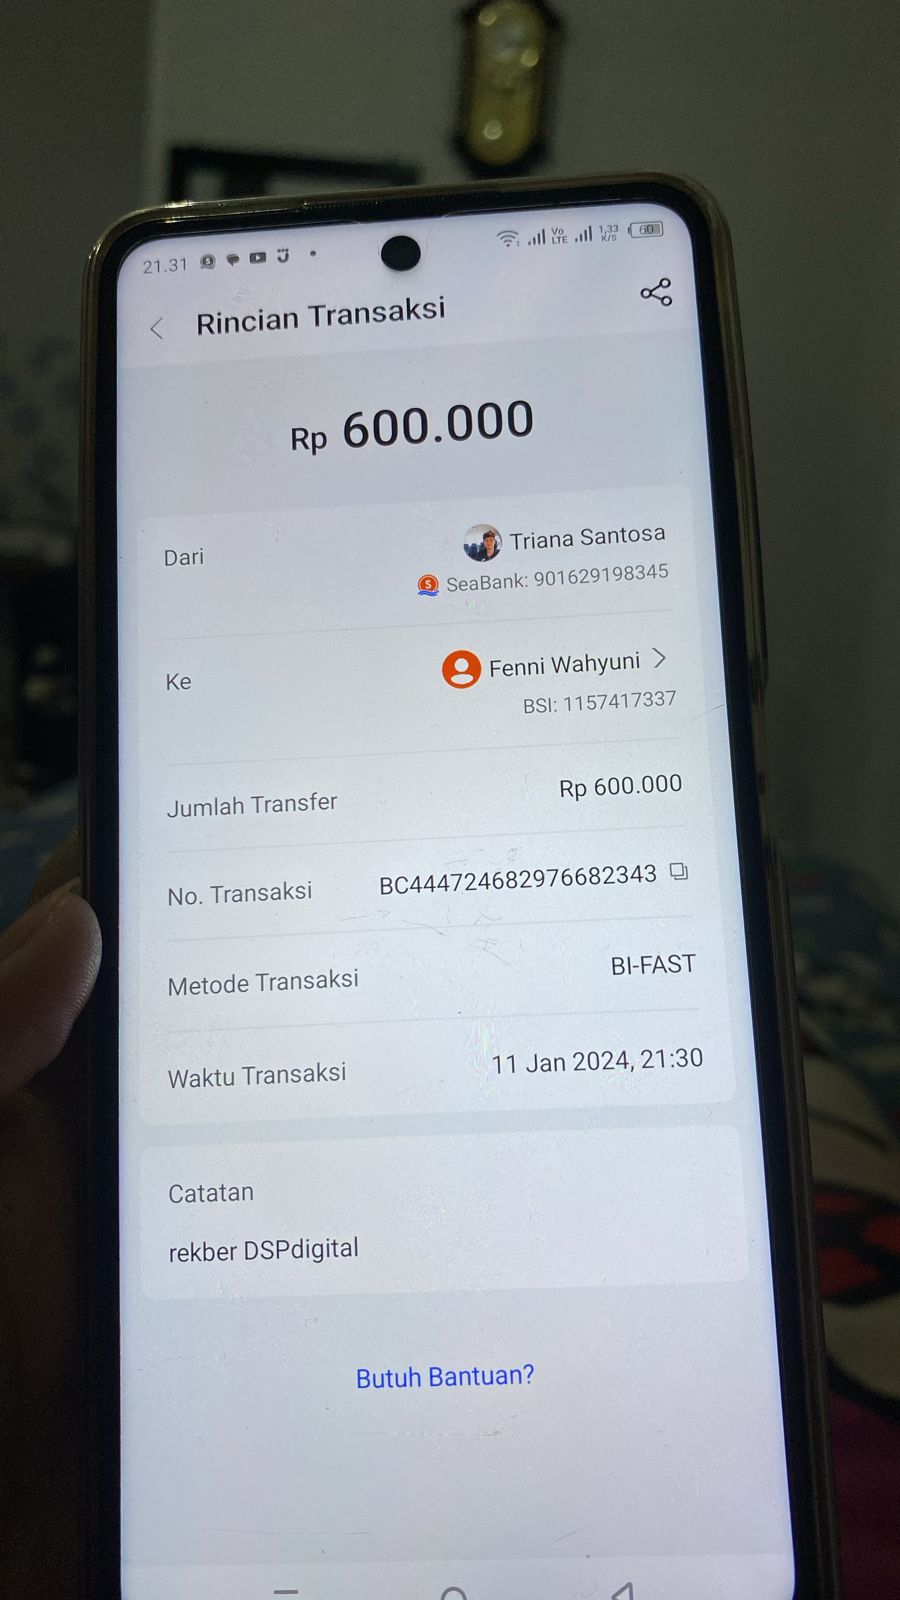 21.31
Vo LTE 1,33 K/S 60
Rincian Transaksi
Rp 600.000
Dari
Triana Santosa
SeaBank: 901629198345
Ke
Fenni Wahyuni
BSI: 1157417337
Jumlah Transfer
Rp 600.000
No. Transaksi
BC444724682976682343
Metode Transaksi
BI-FAST
Waktu Transaksi
11 Jan 2024, 21:30
Catatan
rekber DSPdigital
Butuh Bantuan?